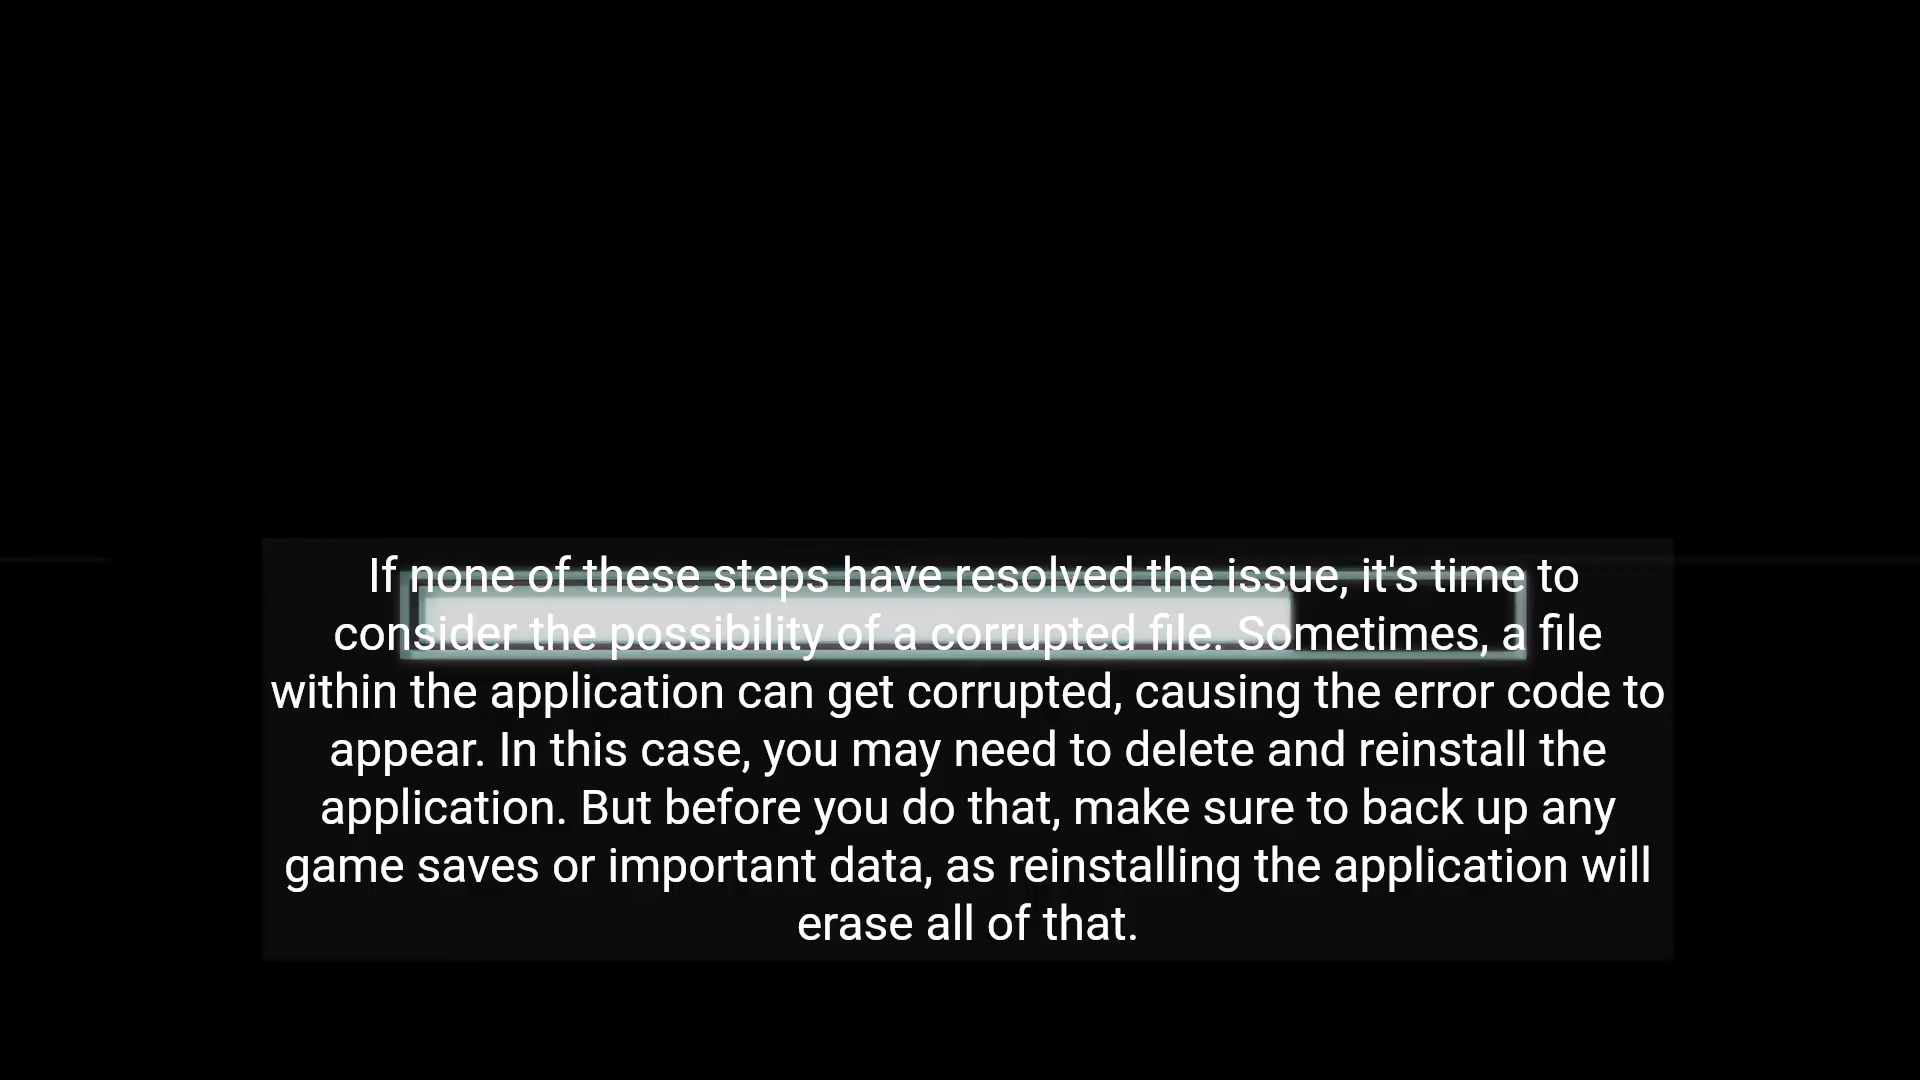 If none of these steps have resolved the issue, it's time to
consider the possibility of a corrupted file. Sometimes, a file
within the application can get corrupted, causing the error code to
appear. In this case, you may need to delete and reinstall the
application. But before you do that, make sure to back up any
game saves or important data, as reinstalling the application will
erase all of that.